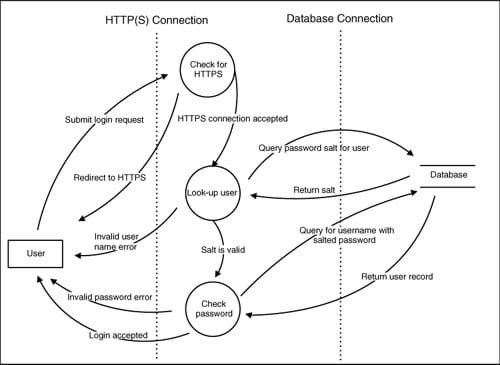 HTTP(S) Connection
Database Connection
Check for
HTTPS
Submit login request
HTTPS connection accepted
Query password salt for user
Redirect to HTTPS
Database
Look-up user
Return salt
Invalid user
name error
Query for username with
salted password
User
Salt is valid
Return user record
Invalid password error
Check
password
Login accepted